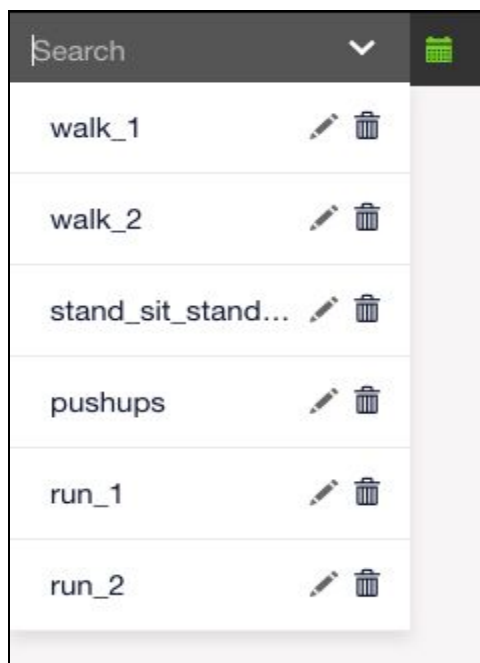 Search
walk_1
walk_2
stand_sit_stand...
pushups
run_1
run_2